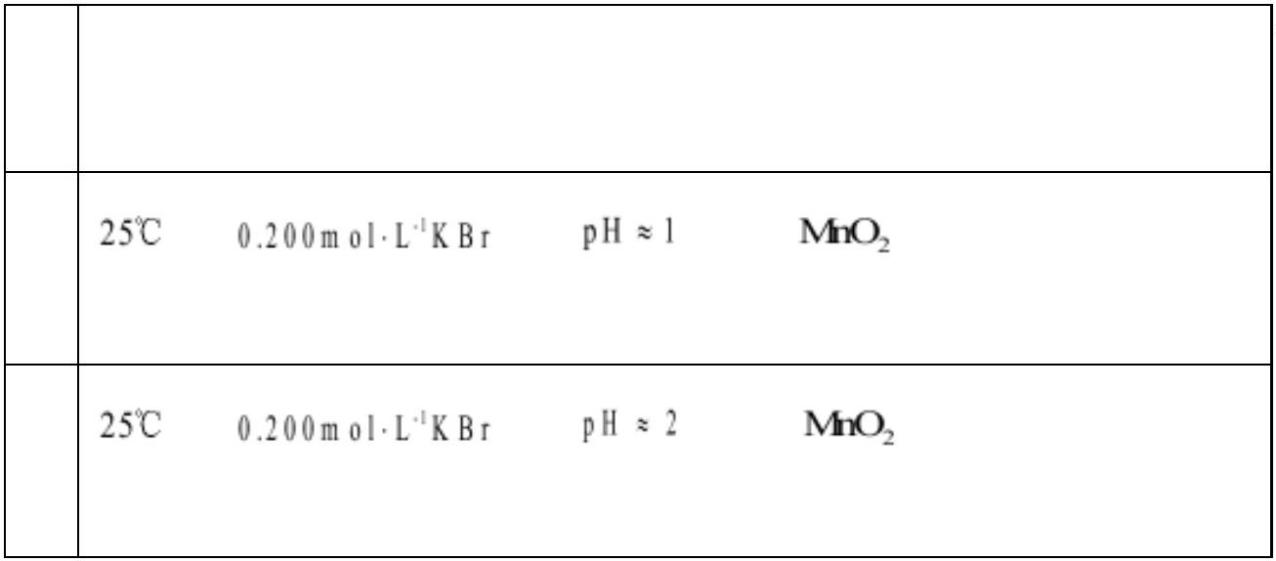 25℃ 0.200mol·L⁻¹KBr pH ≈ 1 MnO₂
25℃ 0.200mol·L⁻¹KBr pH ≈ 2 MnO₂